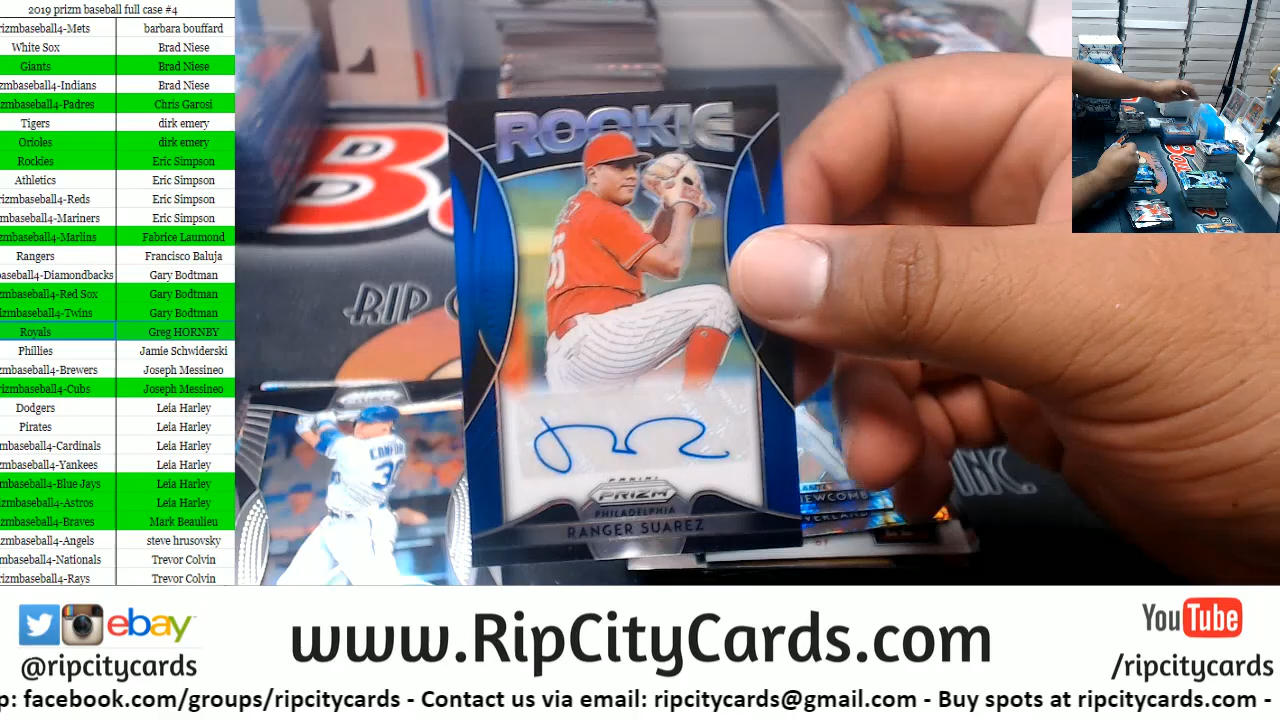 2019 prizm baseball full case #4
rizmbaseball4-Mets barbara bouffard
White Sox Brad Niese
Giants Brad Niese
zmbaseball4-Indians Brad Niese
zmbaseball4-Padres Chris Garosi
Tigers dirk emery
Orioles dirk emery
Rockies Eric Simpson
Athletics Eric Simpson
izmbaseball4-Reds Eric Simpson
mbaseball4-Mariners Eric Simpson
zmbaseball4-Marlins Fabrice Laumond
Rangers Francisco Baluja
baseball4-Diamondbacks Gary Bodtman
zmbaseball4-Red Sox Gary Bodtman
zmbaseball4-Twins Gary Bodtman
Royals Greg HORNBY
Phillies Jamie Schwiderski
izmbaseball4-Brewers Joseph Messineo
rizmbaseball4-Cubs Joseph Messineo
Dodgers Leia Harley
Pirates Leia Harley
mbaseball4-Cardinals Leia Harley
zmbaseball4-Yankees Leia Harley
mbaseball4-Blue Jays Leia Harley
izmbaseball4-Astros Leia Harley
zmbaseball4-Braves Mark Beaulieu
zmbaseball4-Angels steve hrusovsky
mbaseball4-Nationals Trevor Colvin
izmbaseball4-Rays Trevor Colvin
ROOKIE
PANINI
PRIZM
PHILADELPHIA
RANGER SUAREZ
RIP
NEWCOMB
ebay
@ripcitycards
www.RipCityCards.com
YouTube
/ripcitycards
p: facebook.com/groups/ripcitycards - Contact us via email: ripcitycards@gmail.com - Buy spots at ripcitycards.com -